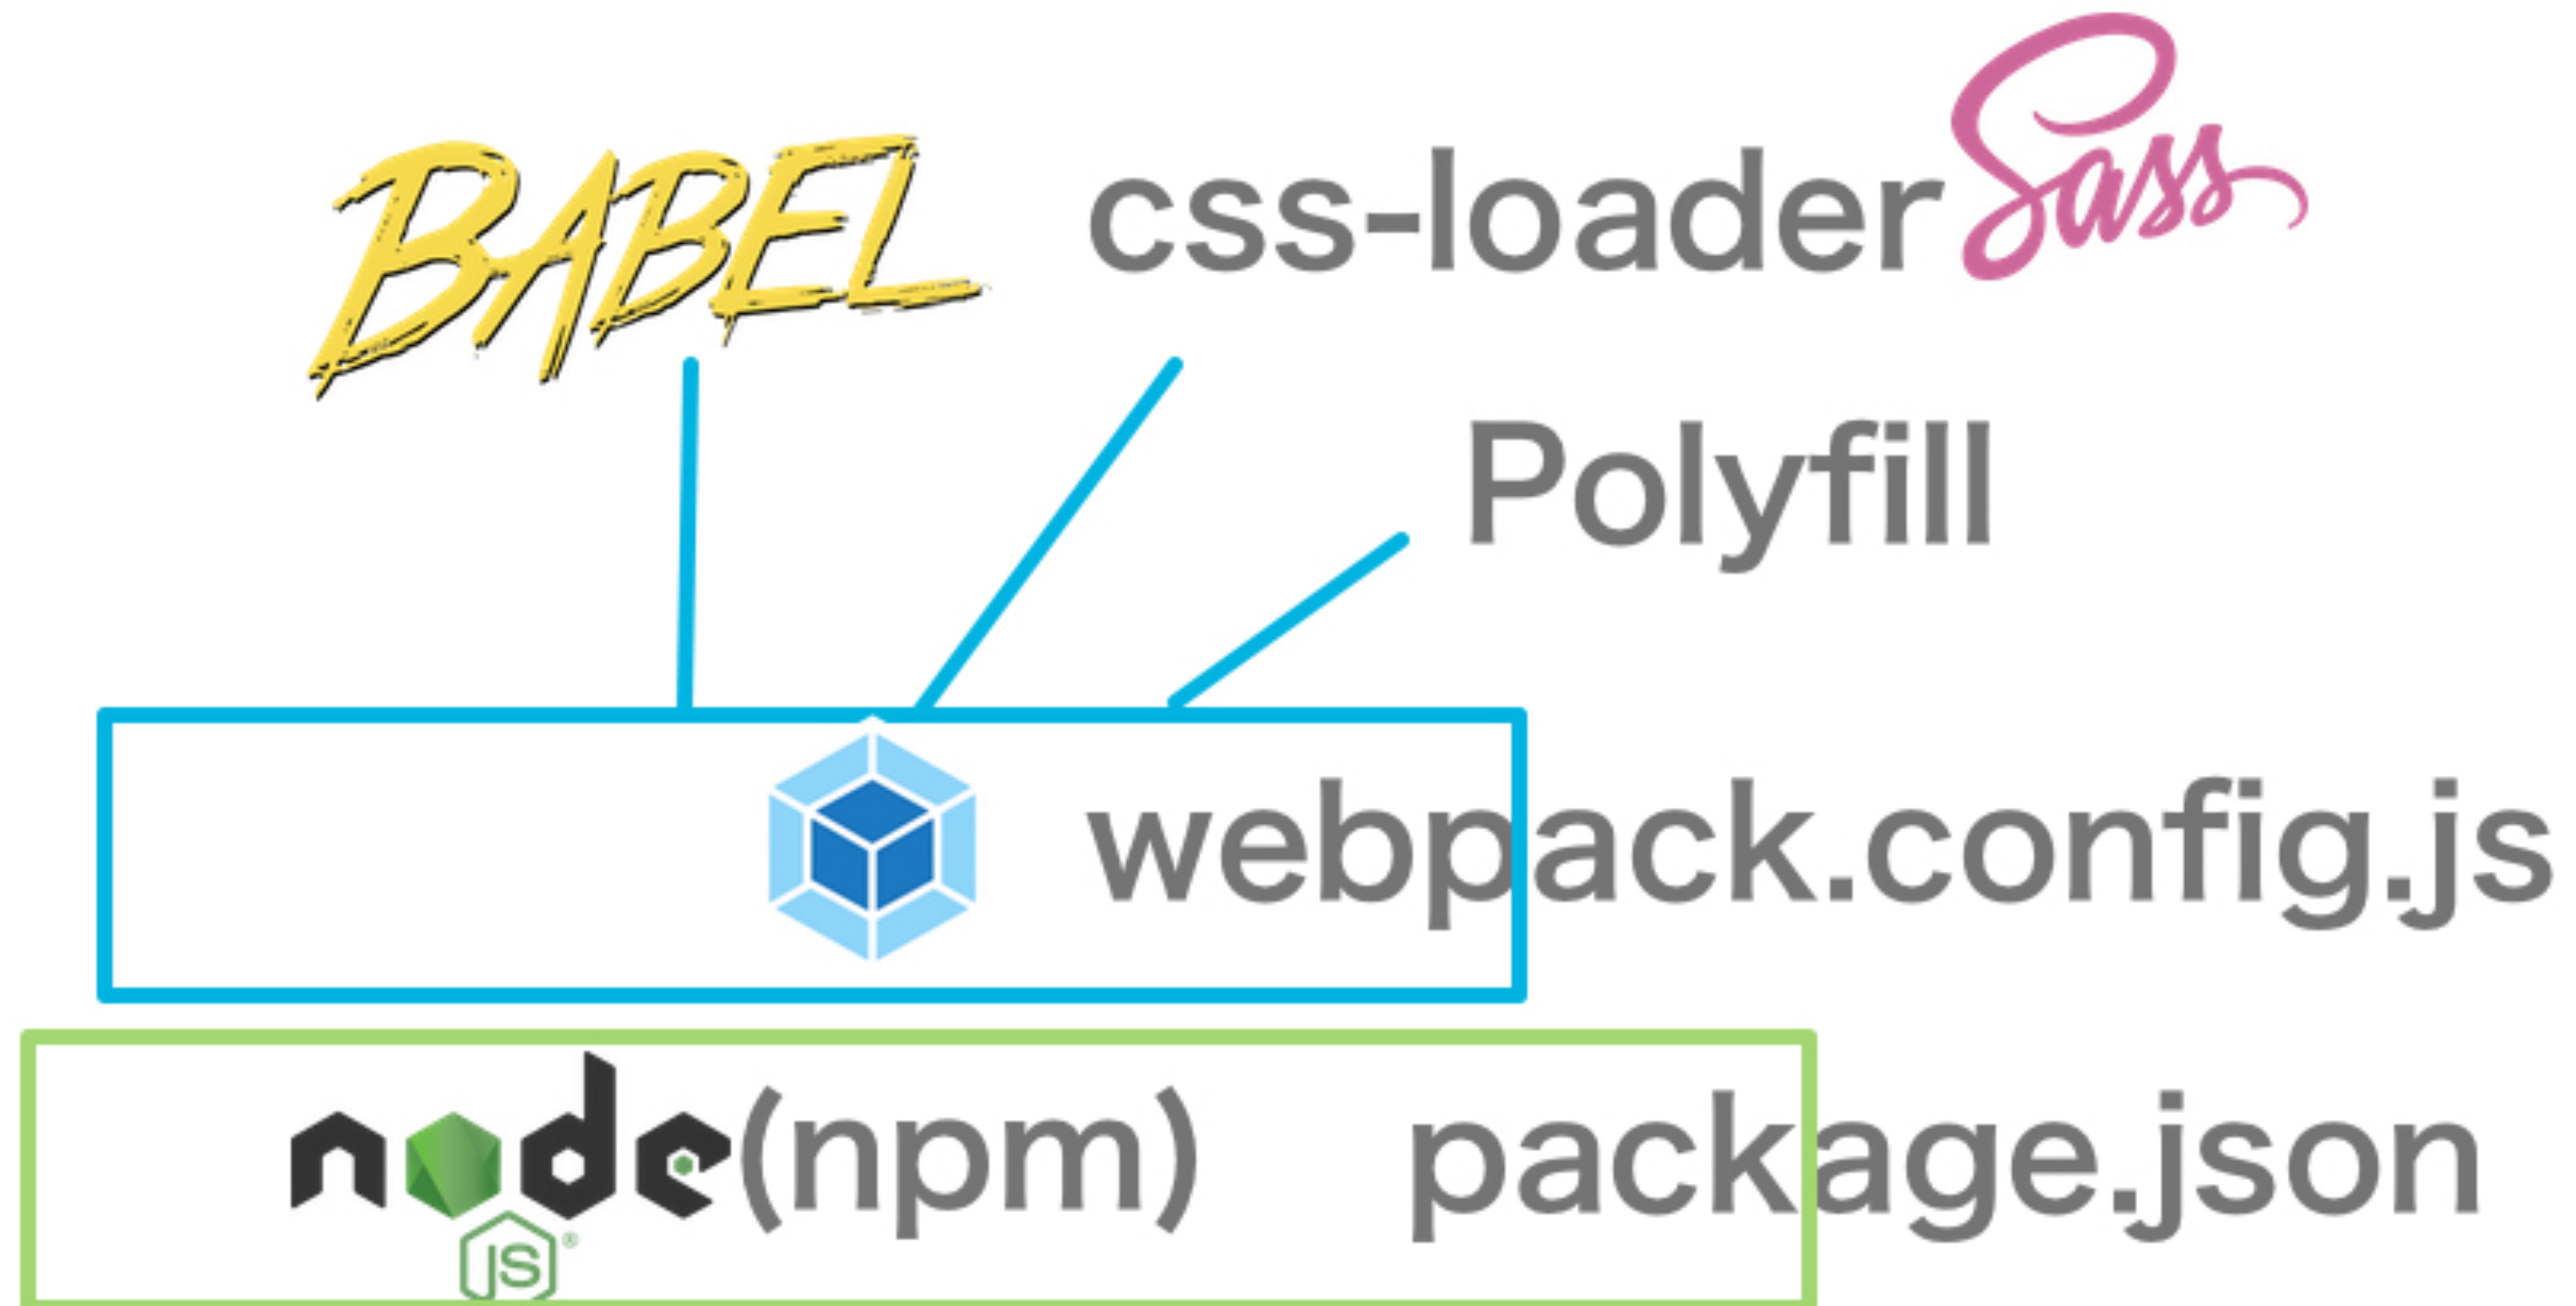 BABEL css-loader Sass
Polyfill
webpack.config.js
node(npm) package.json
JS®